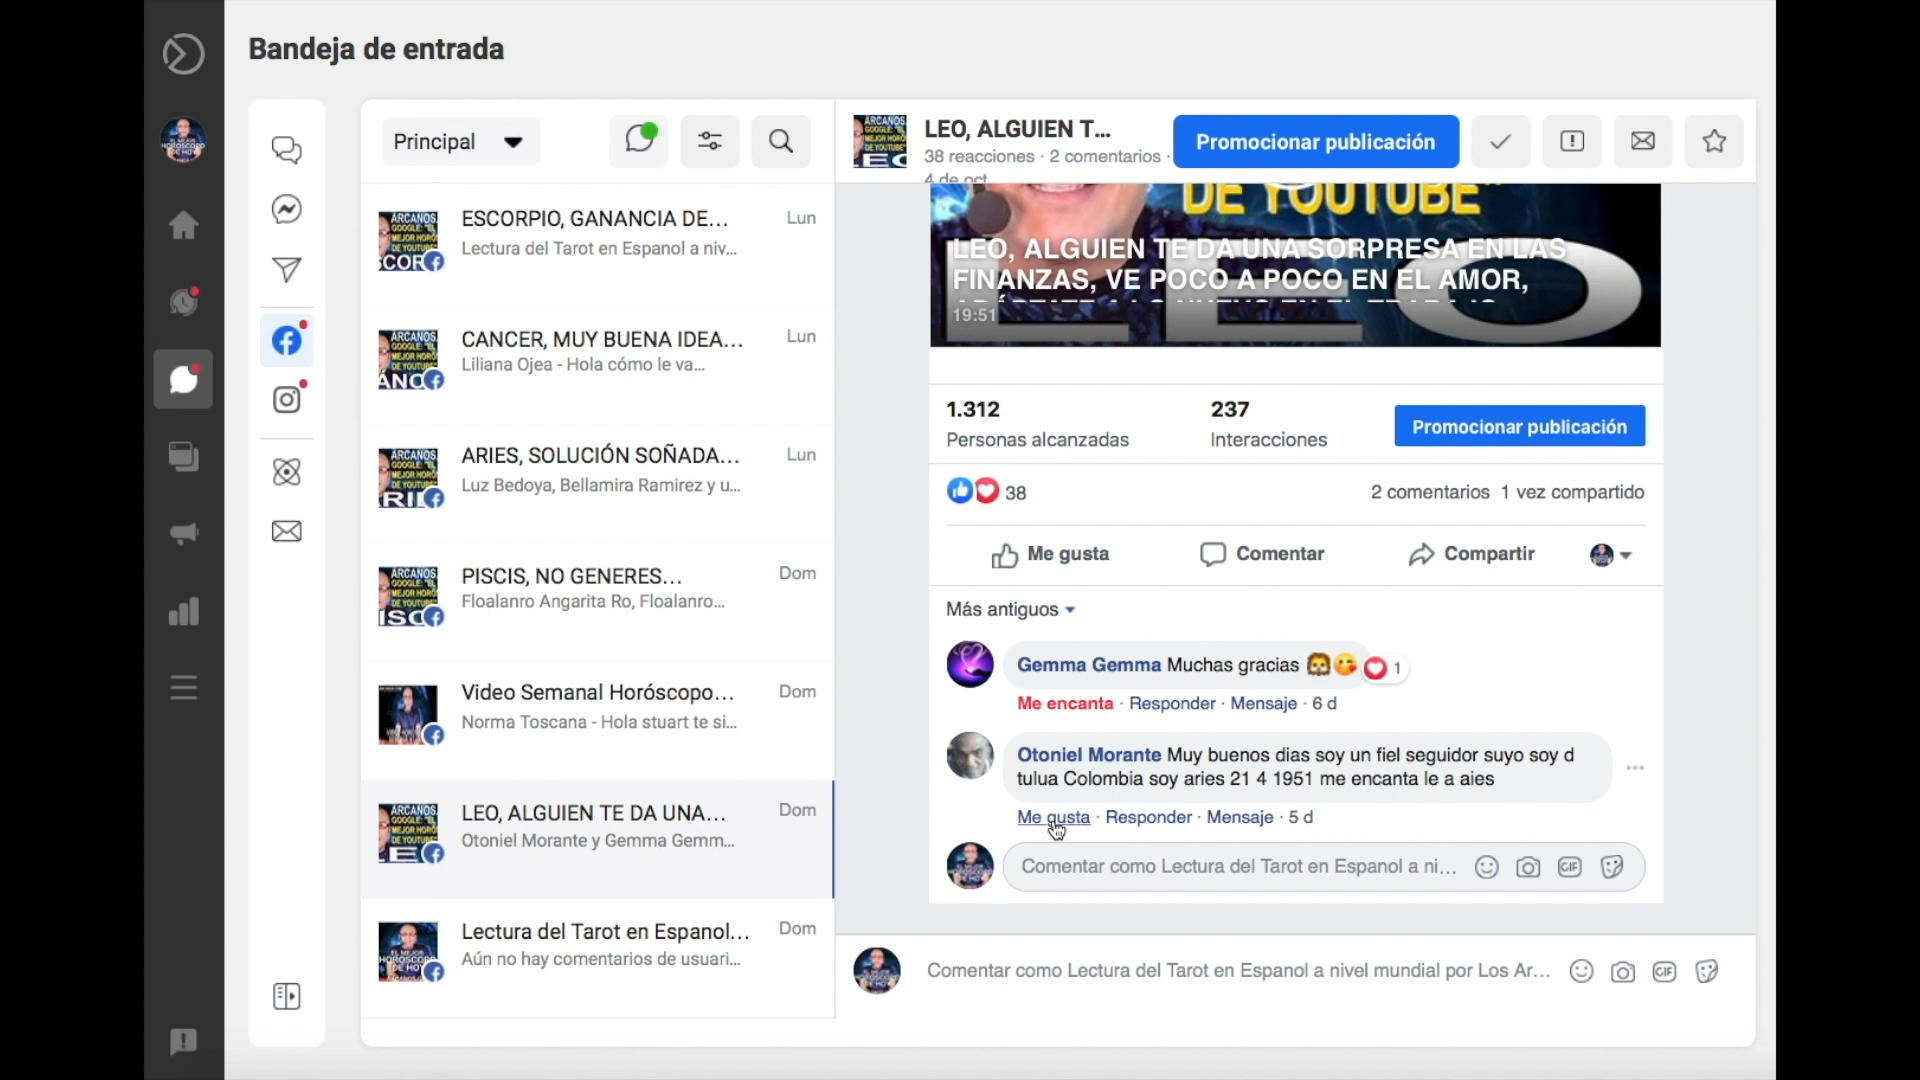 Bandeja de entrada
Principal
ESCORPIO, GANANCIA DE...
Lun
Lectura del Tarot en Espanol a niv...
CANCER, MUY BUENA IDEA...
Lun
Liliana Ojea - Hola cómo le va...
ARIES, SOLUCIÓN SOÑADA...
Lun
Luz Bedoya, Bellamira Ramirez y u...
PISCIS, NO GENERES...
Dom
Floalanro Angarita Ro, Floalanro...
Video Semanal Horóscopo...
Dom
Norma Toscana - Hola stuart te si...
LEO, ALGUIEN TE DA UNA...
Dom
Otoniel Morante y Gemma Gemm...
Lectura del Tarot en Espanol...
Dom
Aún no hay comentarios de usuari...
LEO, ALGUIEN T...
38 reacciones · 2 comentarios ·
4 de oct
Promocionar publicación
DE YOUTUBE"
LEO, ALGUIEN TE DA UNA SORPRESA EN LAS
FINANZAS, VE POCO A POCO EN EL AMOR,
19:51
1.312
Personas alcanzadas
237
Interacciones
Promocionar publicación
38
2 comentarios 1 vez compartido
Me gusta
Comentar
Compartir
Más antiguos
Gemma Gemma Muchas gracias 🦁😘 1
Me encanta · Responder · Mensaje · 6 d
Otoniel Morante Muy buenos dias soy un fiel seguidor suyo soy d
tulua Colombia soy aries 21 4 1951 me encanta le a aies
Me gusta · Responder · Mensaje · 5 d
Comentar como Lectura del Tarot en Espanol a ni...
GIF
Comentar como Lectura del Tarot en Espanol a nivel mundial por Los Ar...
GIF